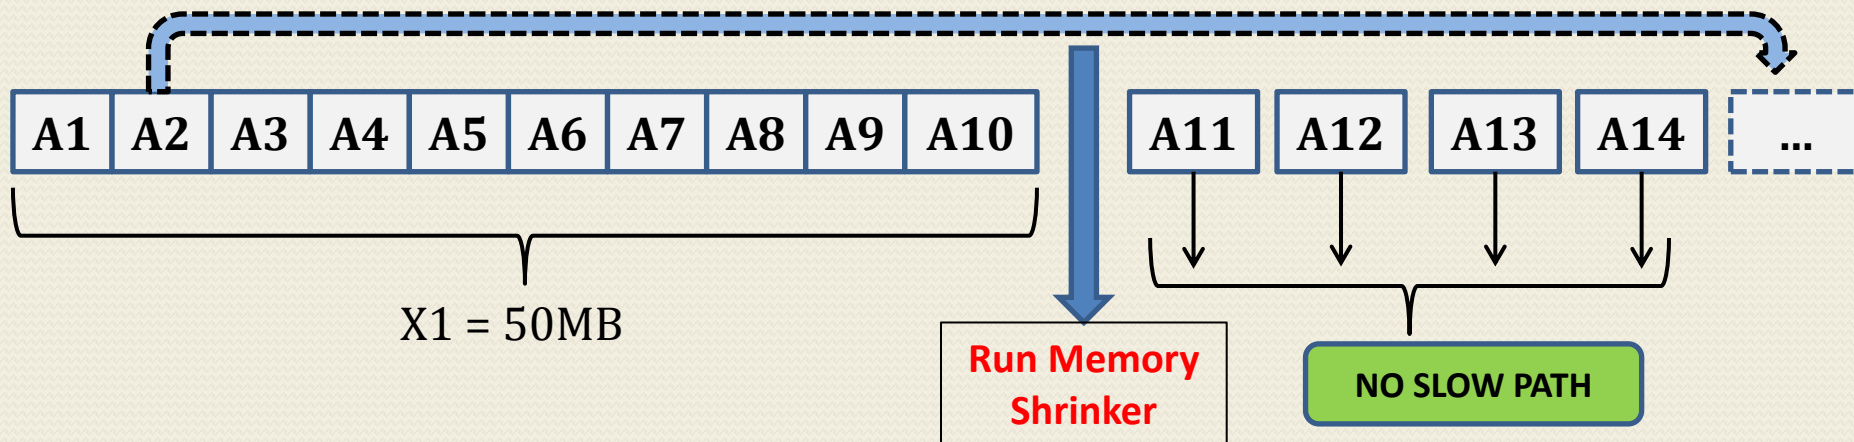 A1 A2 A3 A4 A5 A6 A7 A8 A9 A10 A11 A12 A13 A14 ...
X1 = 50MB
Run Memory
Shrinker
NO SLOW PATH